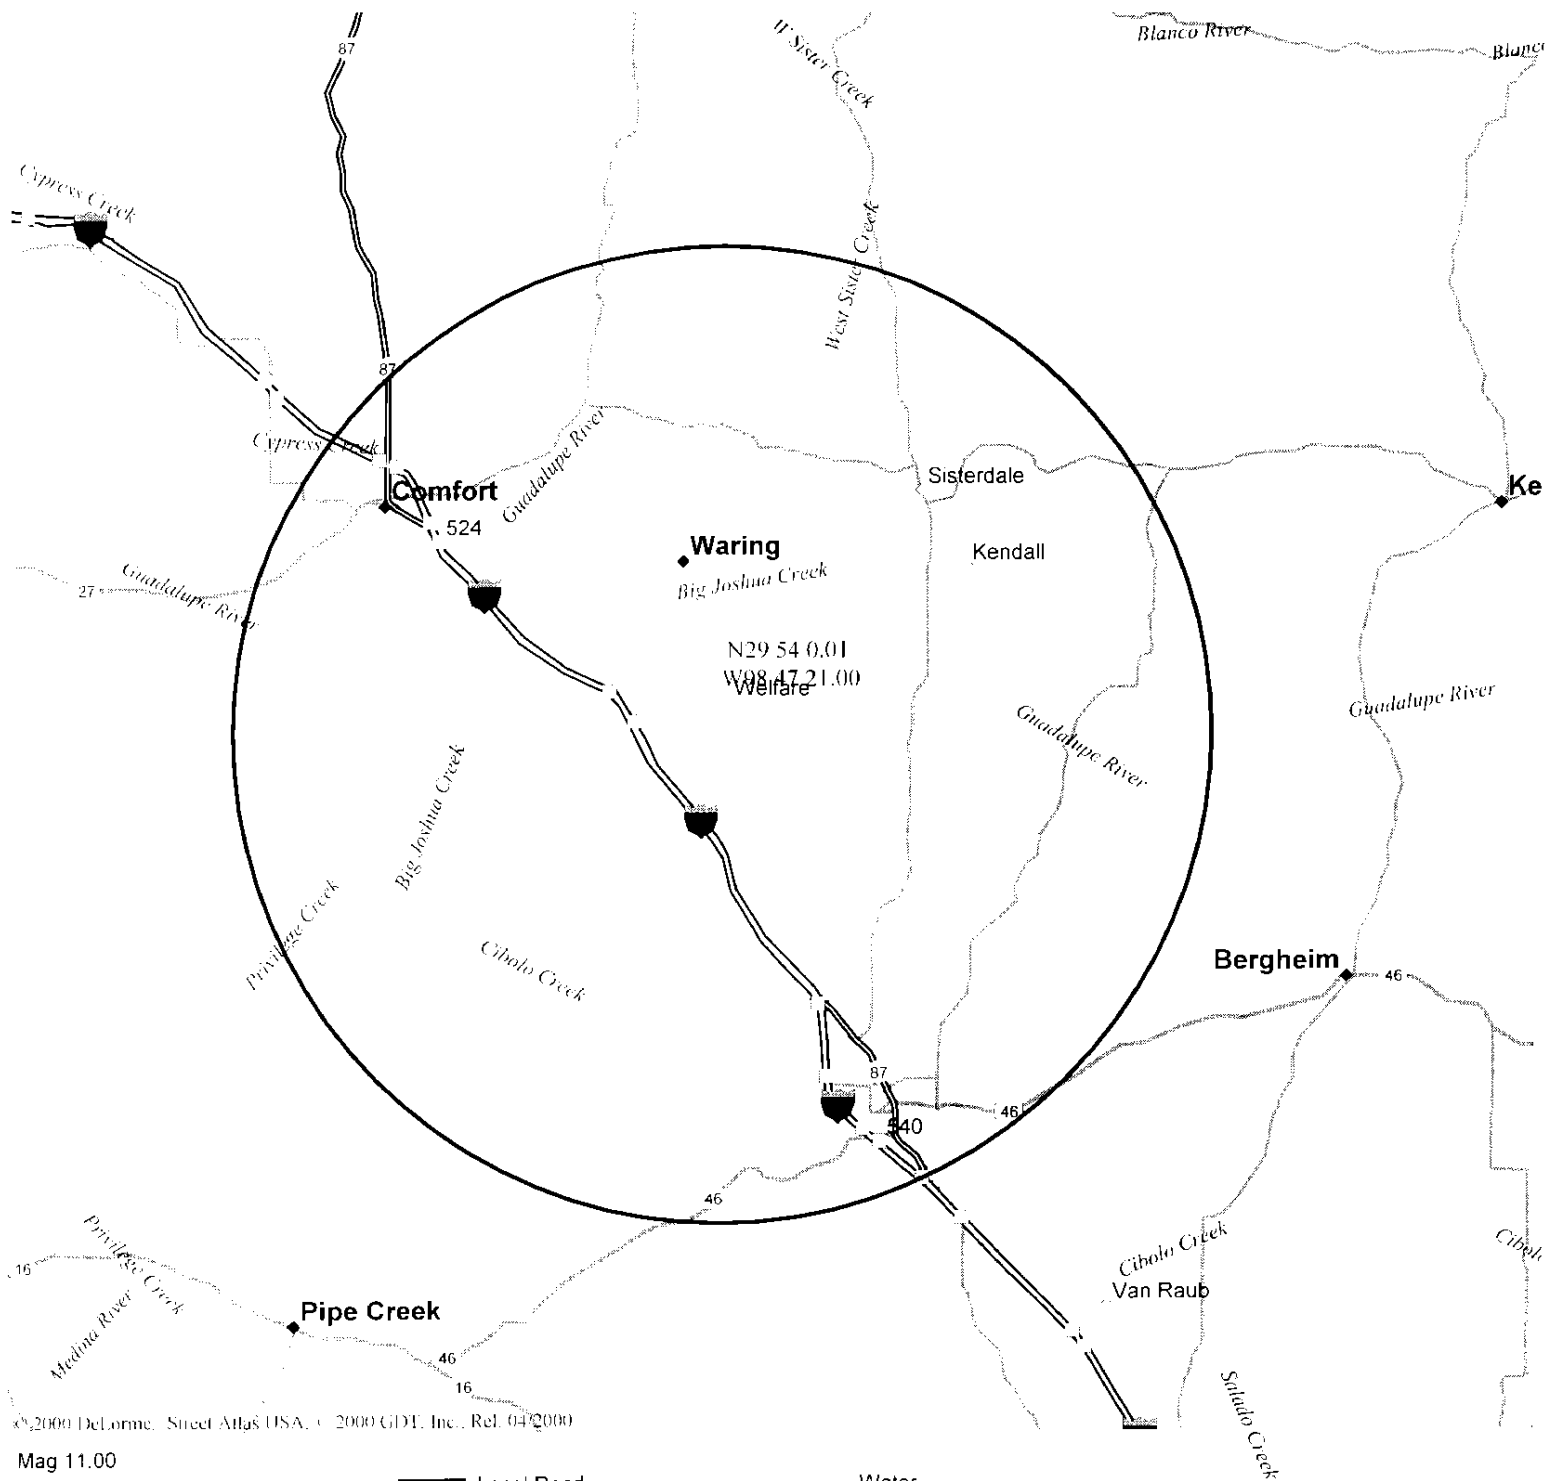 87
W Sister Creek
Blanco River
Cypress Creek
West Sister Creek
87
Cypress Creek
Guadalupe River
Comfort
524
Sisterdale
Ke
Waring
Kendall
Big Joshua Creek
27
Guadalupe River
N29 54 0.01
W98 47 21.00
Welfare
Guadalupe River
Guadalupe River
Big Joshua Creek
Privilege Creek
Cibolo Creek
Bergheim
46
87
46
540
46
Privilege Creek
Cibolo Creek
16
Van Raub
Medina River
Pipe Creek
46
16
Salado Creek
© 2000 DeLorme. Street Atlas USA. © 2000 GDT, Inc., Rel. 04/2000
Mag 11.00
Local Road
Water